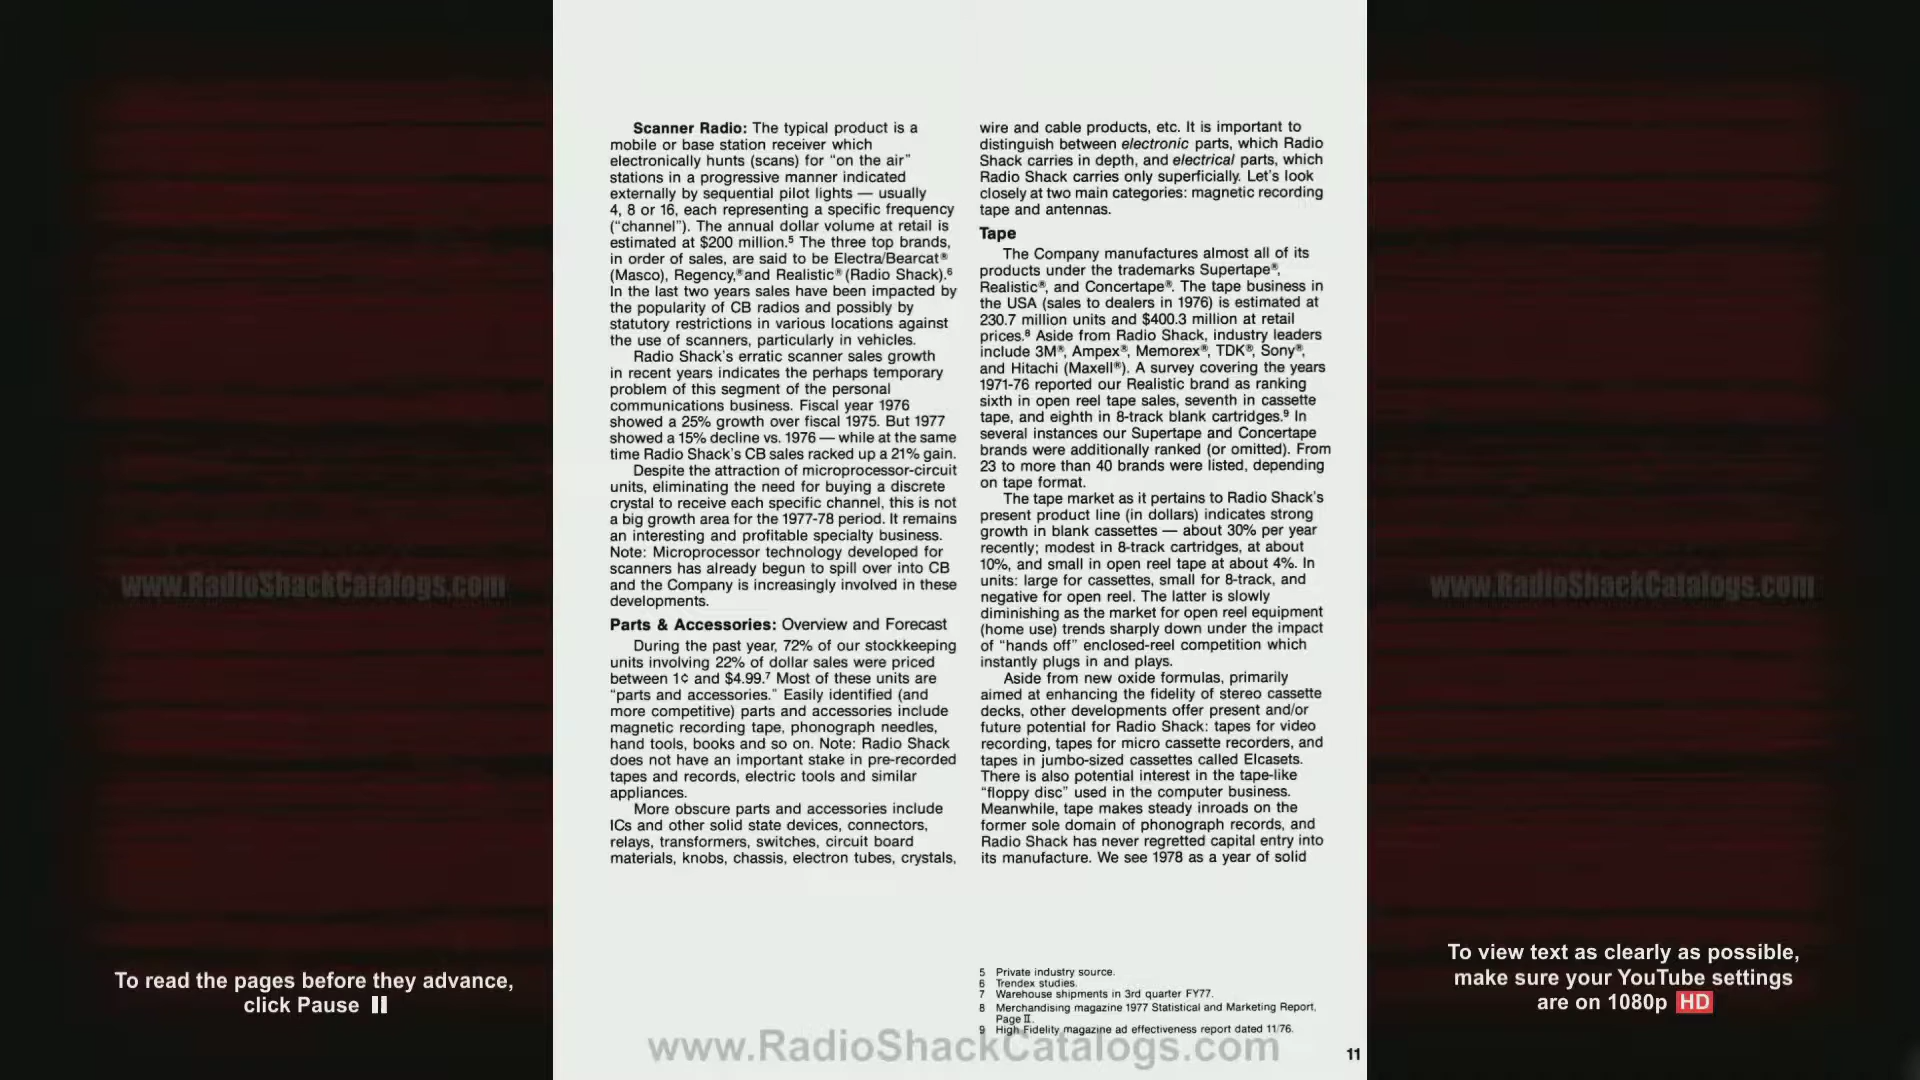 Scanner Radio: The typical product is a
mobile or base station receiver which
electronically hunts (scans) for “on the air”
stations in a progressive manner indicated
externally by sequential pilot lights — usually
4, 8 or 16, each representing a specific frequency
(“channel”). The annual dollar volume at retail is
estimated at $200 million.⁵ The three top brands,
in order of sales, are said to be Electra/Bearcat®
(Masco), Regency,® and Realistic® (Radio Shack).⁶
In the last two years sales have been impacted by
the popularity of CB radios and possibly by
statutory restrictions in various locations against
the use of scanners, particularly in vehicles.
Radio Shack's erratic scanner sales growth
in recent years indicates the perhaps temporary
problem of this segment of the personal
communications business. Fiscal year 1976
showed a 25% growth over fiscal 1975. But 1977
showed a 15% decline vs. 1976 — while at the same
time Radio Shack's CB sales racked up a 21% gain.
Despite the attraction of microprocessor-circuit
units, eliminating the need for buying a discrete
crystal to receive each specific channel, this is not
a big growth area for the 1977-78 period. It remains
an interesting and profitable specialty business.
Note: Microprocessor technology developed for
scanners has already begun to spill over into CB
and the Company is increasingly involved in these
developments.
Parts & Accessories: Overview and Forecast
During the past year, 72% of our stockkeeping
units involving 22% of dollar sales were priced
between 1¢ and $4.99.⁷ Most of these units are
“parts and accessories.” Easily identified (and
more competitive) parts and accessories include
magnetic recording tape, phonograph needles,
hand tools, books and so on. Note: Radio Shack
does not have an important stake in pre-recorded
tapes and records, electric tools and similar
appliances.
More obscure parts and accessories include
ICs and other solid state devices, connectors,
relays, transformers, switches, circuit board
materials, knobs, chassis, electron tubes, crystals,
wire and cable products, etc. It is important to
distinguish between electronic parts, which Radio
Shack carries in depth, and electrical parts, which
Radio Shack carries only superficially. Let's look
closely at two main categories: magnetic recording
tape and antennas.
Tape
The Company manufactures almost all of its
products under the trademarks Supertape®,
Realistic®, and Concertape®. The tape business in
the USA (sales to dealers in 1976) is estimated at
230.7 million units and $400.3 million at retail
prices.⁸ Aside from Radio Shack, industry leaders
include 3M®, Ampex®, Memorex®, TDK®, Sony®,
and Hitachi (Maxell®). A survey covering the years
1971-76 reported our Realistic brand as ranking
sixth in open reel tape sales, seventh in cassette
tape, and eighth in 8-track blank cartridges.⁹ In
several instances our Supertape and Concertape
brands were additionally ranked (or omitted). From
23 to more than 40 brands were listed, depending
on tape format.
The tape market as it pertains to Radio Shack's
present product line (in dollars) indicates strong
growth in blank cassettes — about 30% per year
recently; modest in 8-track cartridges, at about
10%, and small in open reel tape at about 4%. In
units: large for cassettes, small for 8-track, and
negative for open reel. The latter is slowly
diminishing as the market for open reel equipment
(home use) trends sharply down under the impact
of “hands off” enclosed-reel competition which
instantly plugs in and plays.
Aside from new oxide formulas, primarily
aimed at enhancing the fidelity of stereo cassette
decks, other developments offer present and/or
future potential for Radio Shack: tapes for video
recording, tapes for micro cassette recorders, and
tapes in jumbo-sized cassettes called Elcasets.
There is also potential interest in the tape-like
“floppy disc” used in the computer business.
Meanwhile, tape makes steady inroads on the
former sole domain of phonograph records, and
Radio Shack has never regretted capital entry into
its manufacture. We see 1978 as a year of solid
5 Private industry source.
6 Trendex studies.
7 Warehouse shipments in 3rd quarter FY77.
8 Merchandising magazine 1977 Statistical and Marketing Report,
Page II.
9 High Fidelity magazine ad effectiveness report dated 11/76.
11
www.RadioShackCatalogs.com
www.RadioShackCatalogs.com
www.RadioShackCatalogs.com
To read the pages before they advance,
click Pause
To view text as clearly as possible,
make sure your YouTube settings
are on 1080p HD